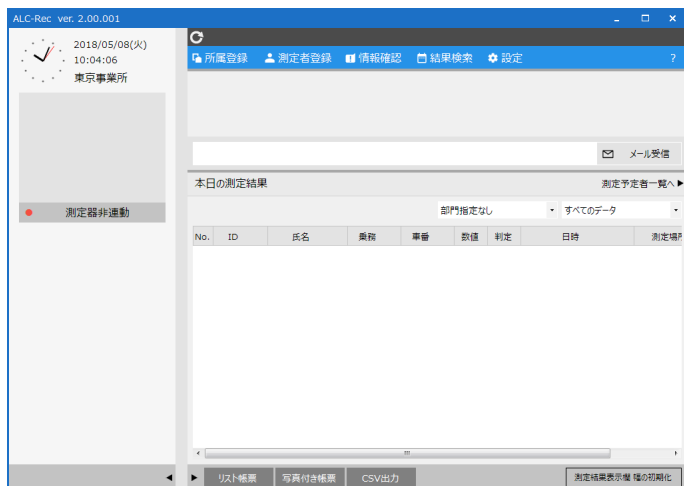 ALC-Rec ver. 2.00.001
2018/05/08(火)
10:04:06
東京事業所
測定器非連動
所属登録 測定者登録 情報確認 結果検索 設定 ?
メール受信
本日の測定結果 測定予定者一覧へ▶
部門指定なし すべてのデータ
No. ID 氏名 乗務 車番 数値 判定 日時 測定場所
リスト帳票 写真付き帳票 CSV出力 測定結果表示欄 幅の初期化